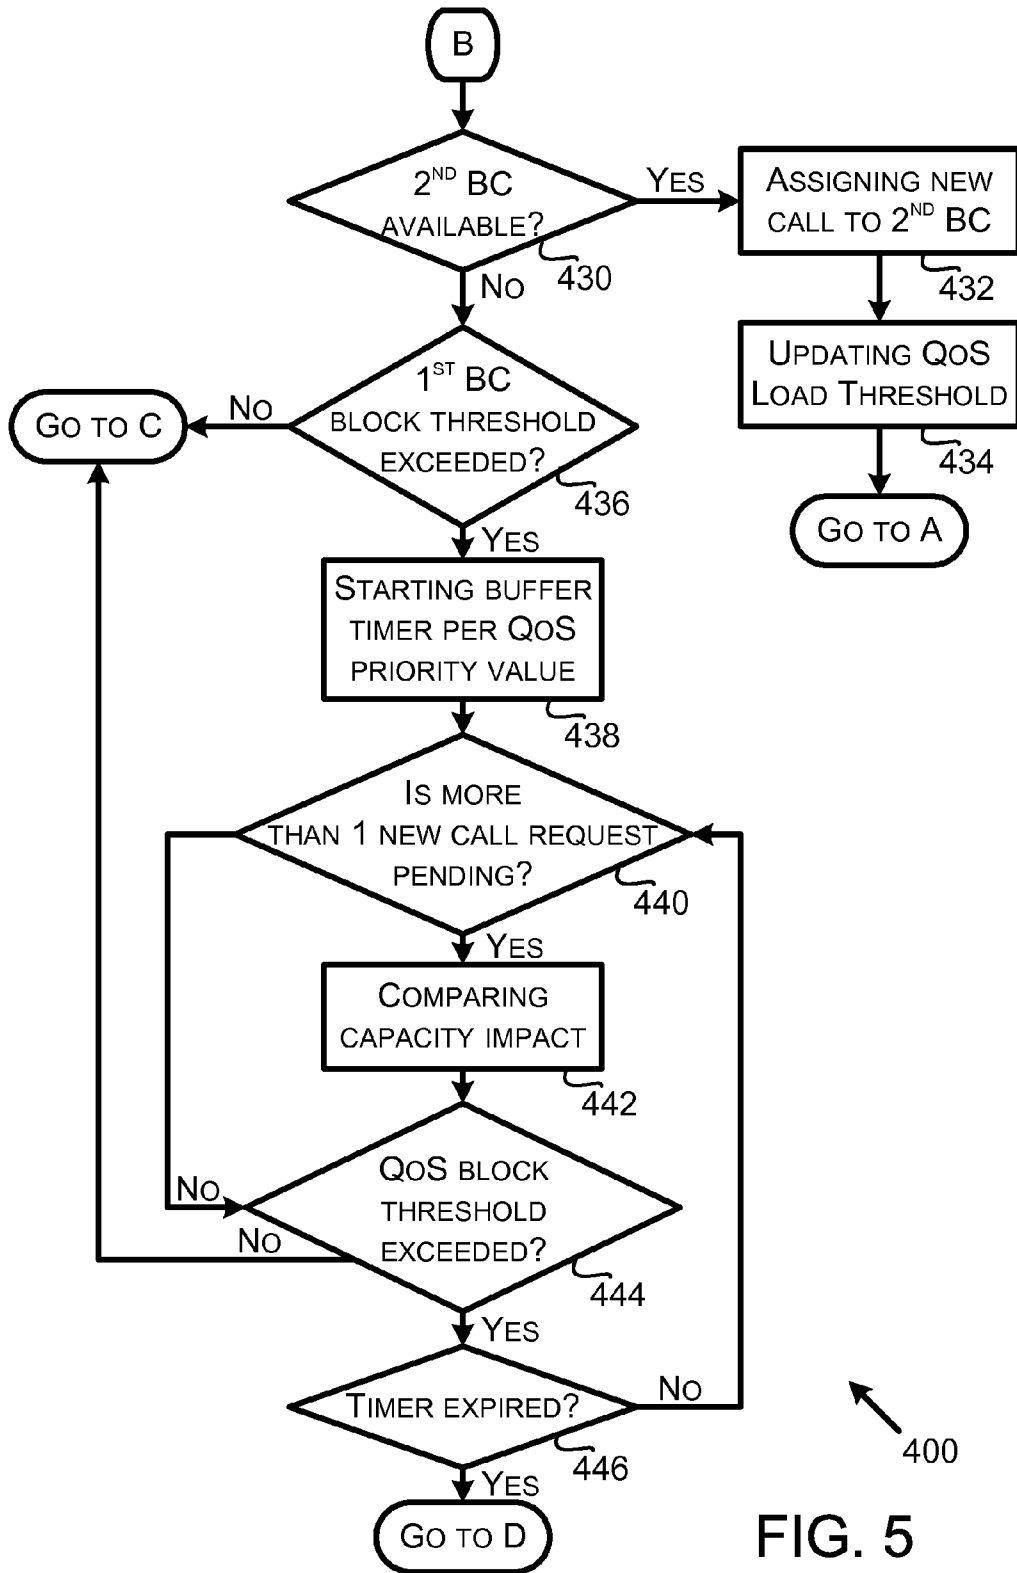 B
2ND BC
AVAILABLE?
430
YES
ASSIGNING NEW
CALL TO 2ND BC
432
UPDATING QOS
LOAD THRESHOLD
434
GO TO A
NO
1ST BC
BLOCK THRESHOLD
EXCEEDED?
436
NO
GO TO C
YES
STARTING BUFFER
TIMER PER QOS
PRIORITY VALUE
438
IS MORE
THAN 1 NEW CALL REQUEST
PENDING?
440
YES
COMPARING
CAPACITY IMPACT
442
NO
QOS BLOCK
THRESHOLD
EXCEEDED?
444
NO
YES
TIMER EXPIRED?
446
NO
YES
GO TO D
400
FIG. 5